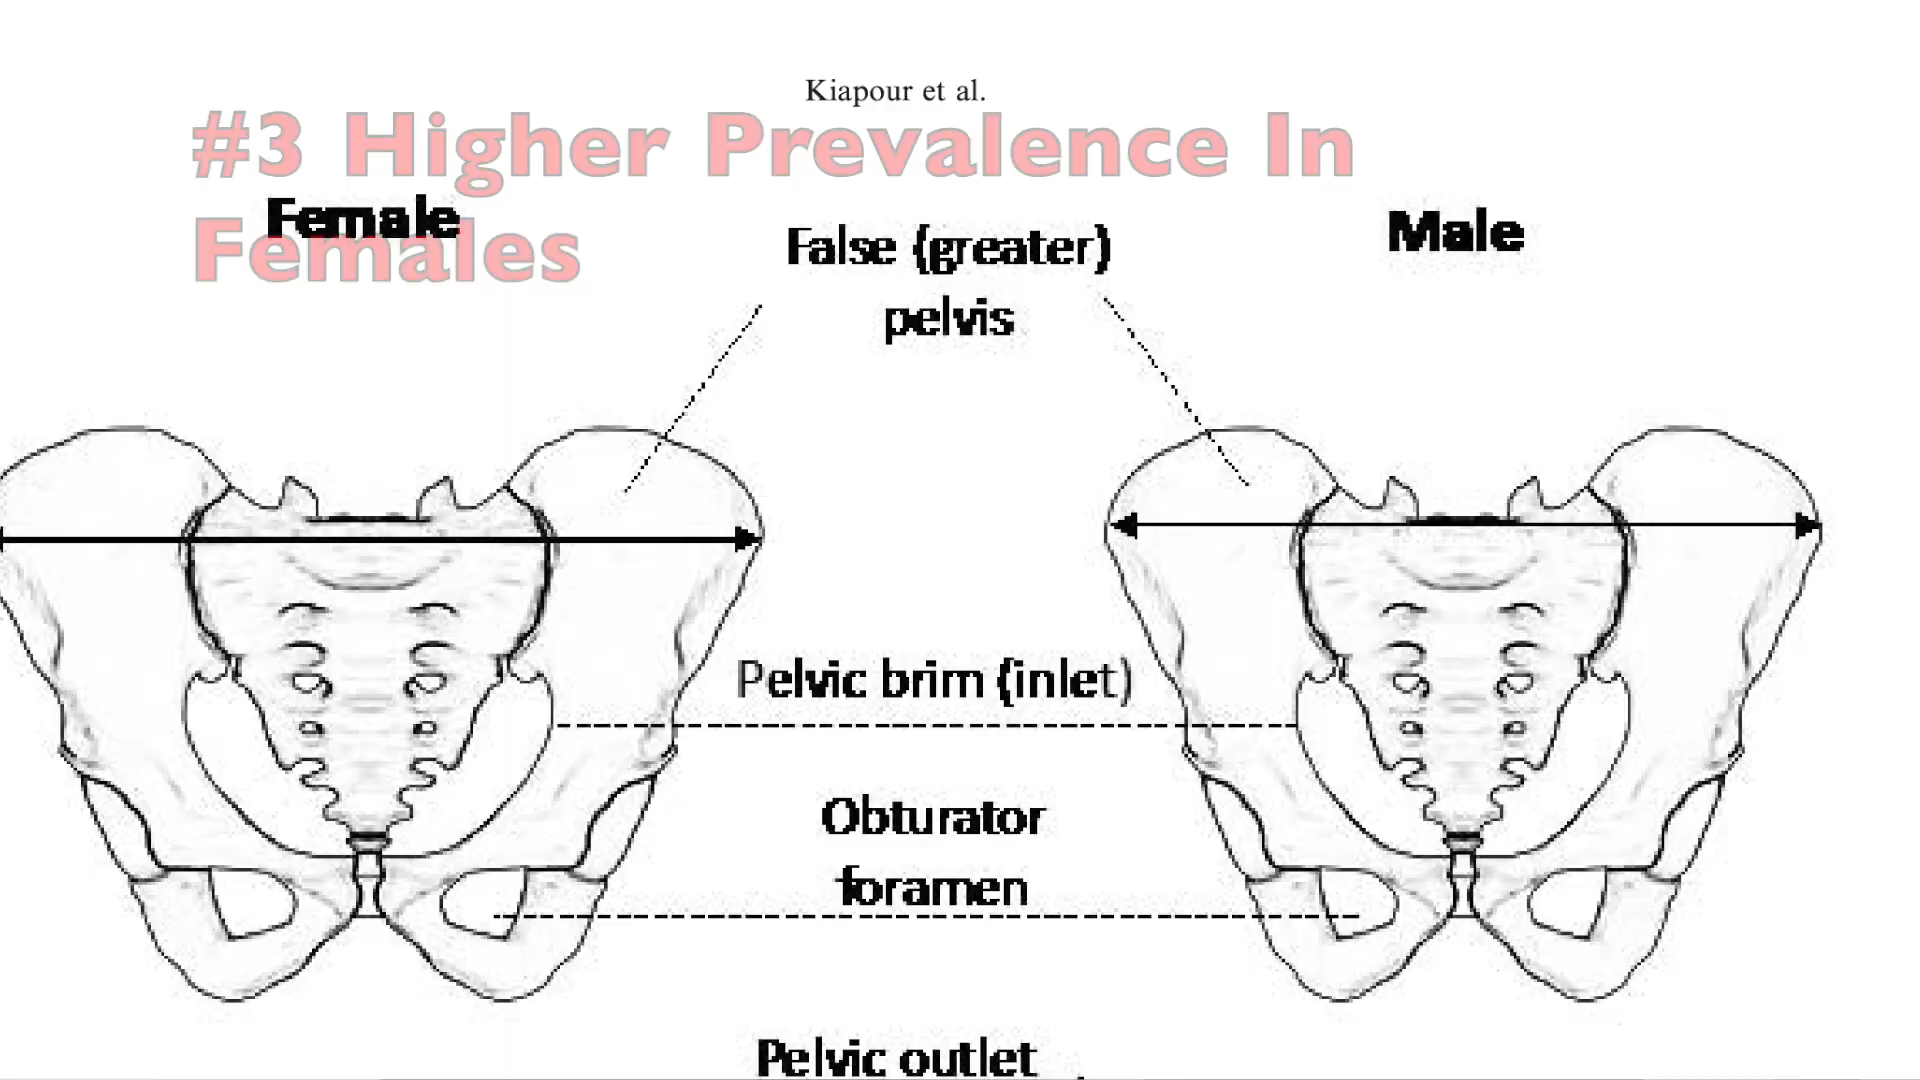 Kiapour et al.
#3 Higher Prevalence In
Females
Female
False (greater)
pelvis
Male
Pelvic brim (inlet)
Obturator
foramen
Pelvic outlet